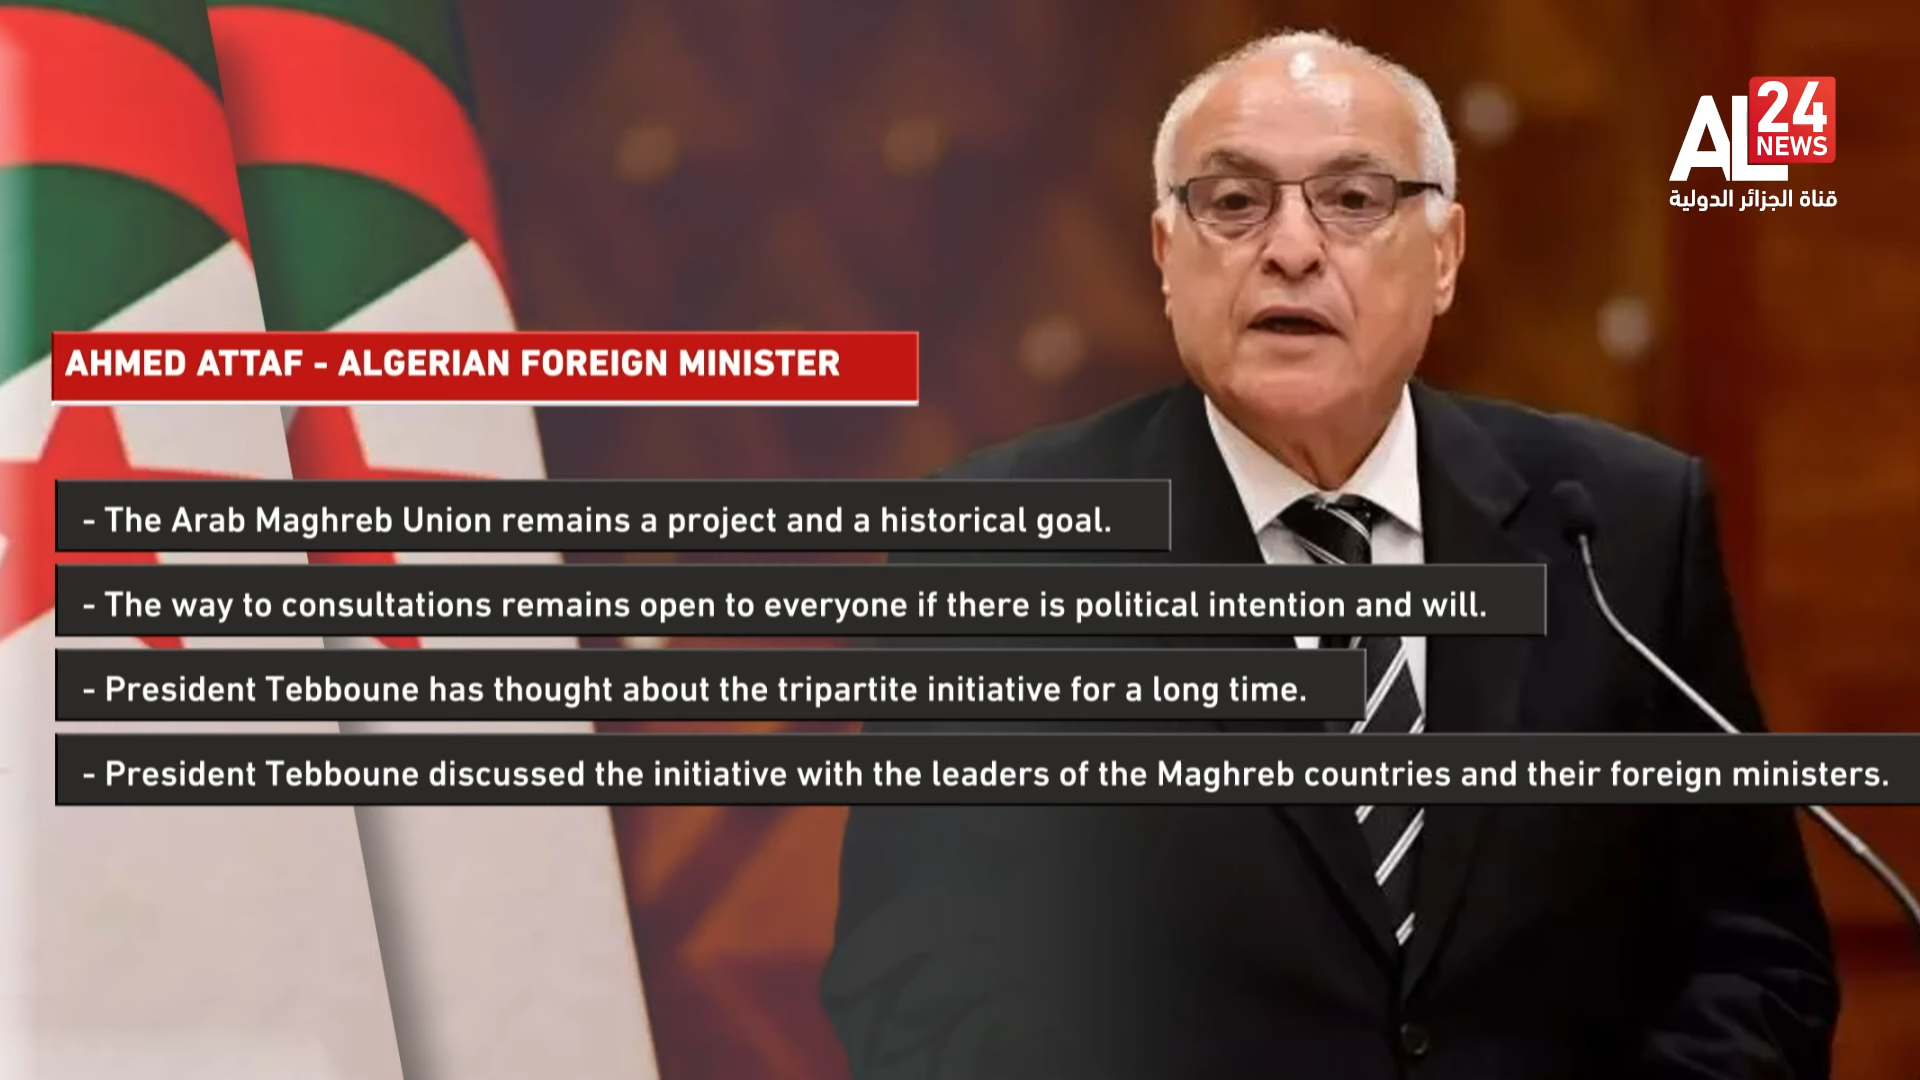 AL24
NEWS
قناة الجزائر الدولية
AHMED ATTAF - ALGERIAN FOREIGN MINISTER
- The Arab Maghreb Union remains a project and a historical goal.
- The way to consultations remains open to everyone if there is political intention and will.
- President Tebboune has thought about the tripartite initiative for a long time.
- President Tebboune discussed the initiative with the leaders of the Maghreb countries and their foreign ministers.